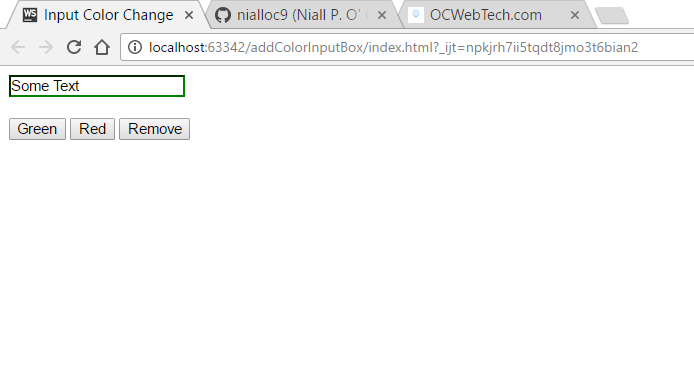 WS Input Color Change nialloc9 (Niall P. O' OCWebTech.com
localhost:63342/addColorInputBox/index.html?_ijt=npkjrh7ii5tqdt8jmo3t6bian2
Some Text
Green Red Remove